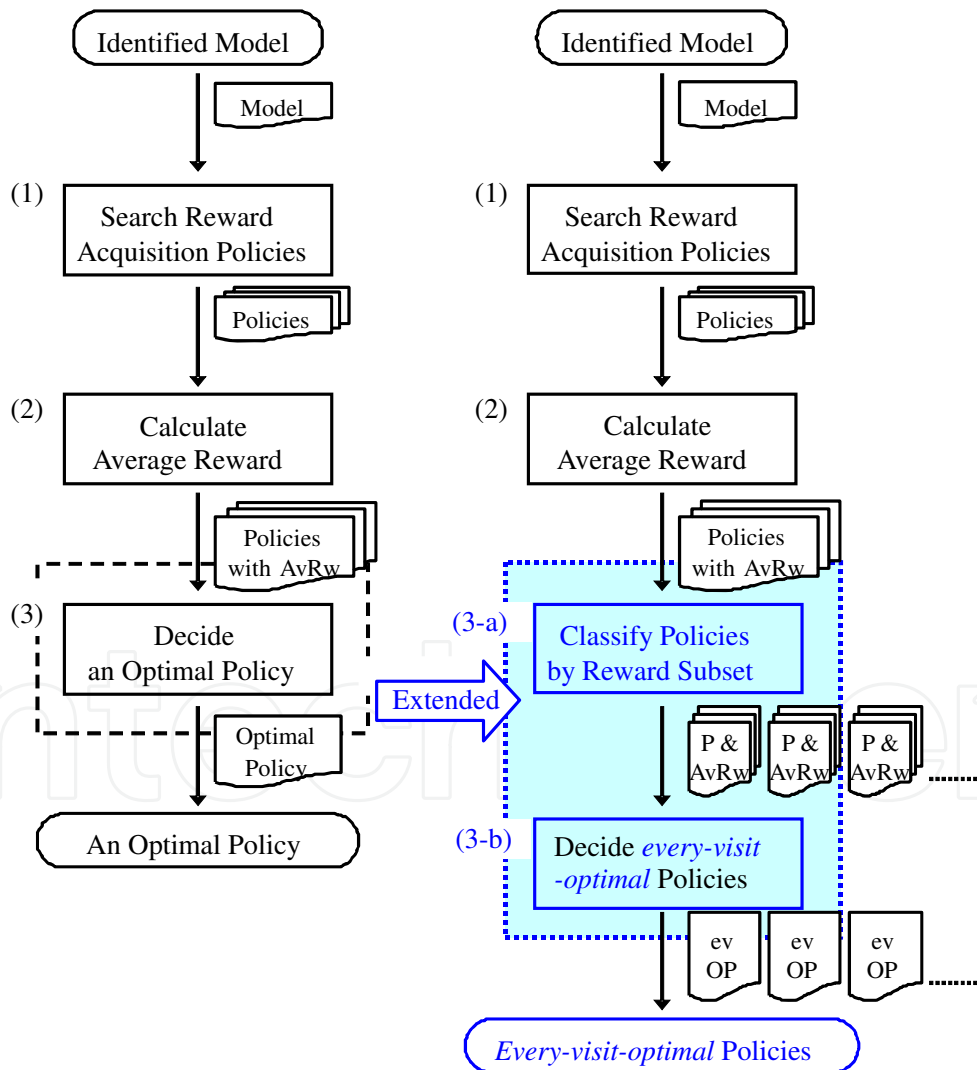 Identified Model
Model
(1)
Search Reward
Acquisition Policies
Policies
(2)
Calculate
Average Reward
Policies
with AvRw
(3)
Decide
an Optimal Policy
Optimal
Policy
An Optimal Policy
Extended
Identified Model
Model
(1)
Search Reward
Acquisition Policies
Policies
(2)
Calculate
Average Reward
Policies
with AvRw
(3-a)
Classify Policies
by Reward Subset
P &
AvRw
P &
AvRw
P &
AvRw
(3-b)
Decide every-visit
-optimal Policies
ev
OP
ev
OP
ev
OP
Every-visit-optimal Policies